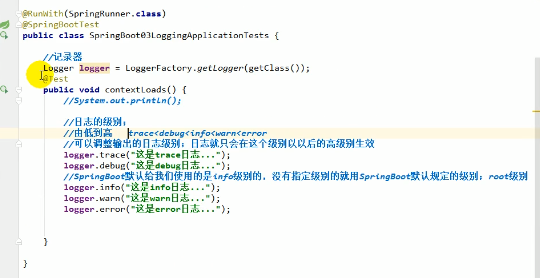 @RunWith(SpringRunner.class)
@SpringBootTest
public class SpringBoot03LoggingApplicationTests {
//记录器
Logger logger = LoggerFactory.getLogger(getClass());
@Test
public void contextLoads() {
//System.out.println();
//日志的级别;
//由低到高 trace<debug<info<warn<error
//可以调整输出的日志级别;日志就只会在这个级别以以后的高级别生效
logger.trace("这是trace日志...");
logger.debug("这是debug日志...");
//SpringBoot默认给我们使用的是info级别的,没有指定级别的就用SpringBoot默认规定的级别;root级别
logger.info("这是info日志...");
logger.warn("这是warn日志...");
logger.error("这是error日志...");
}
}